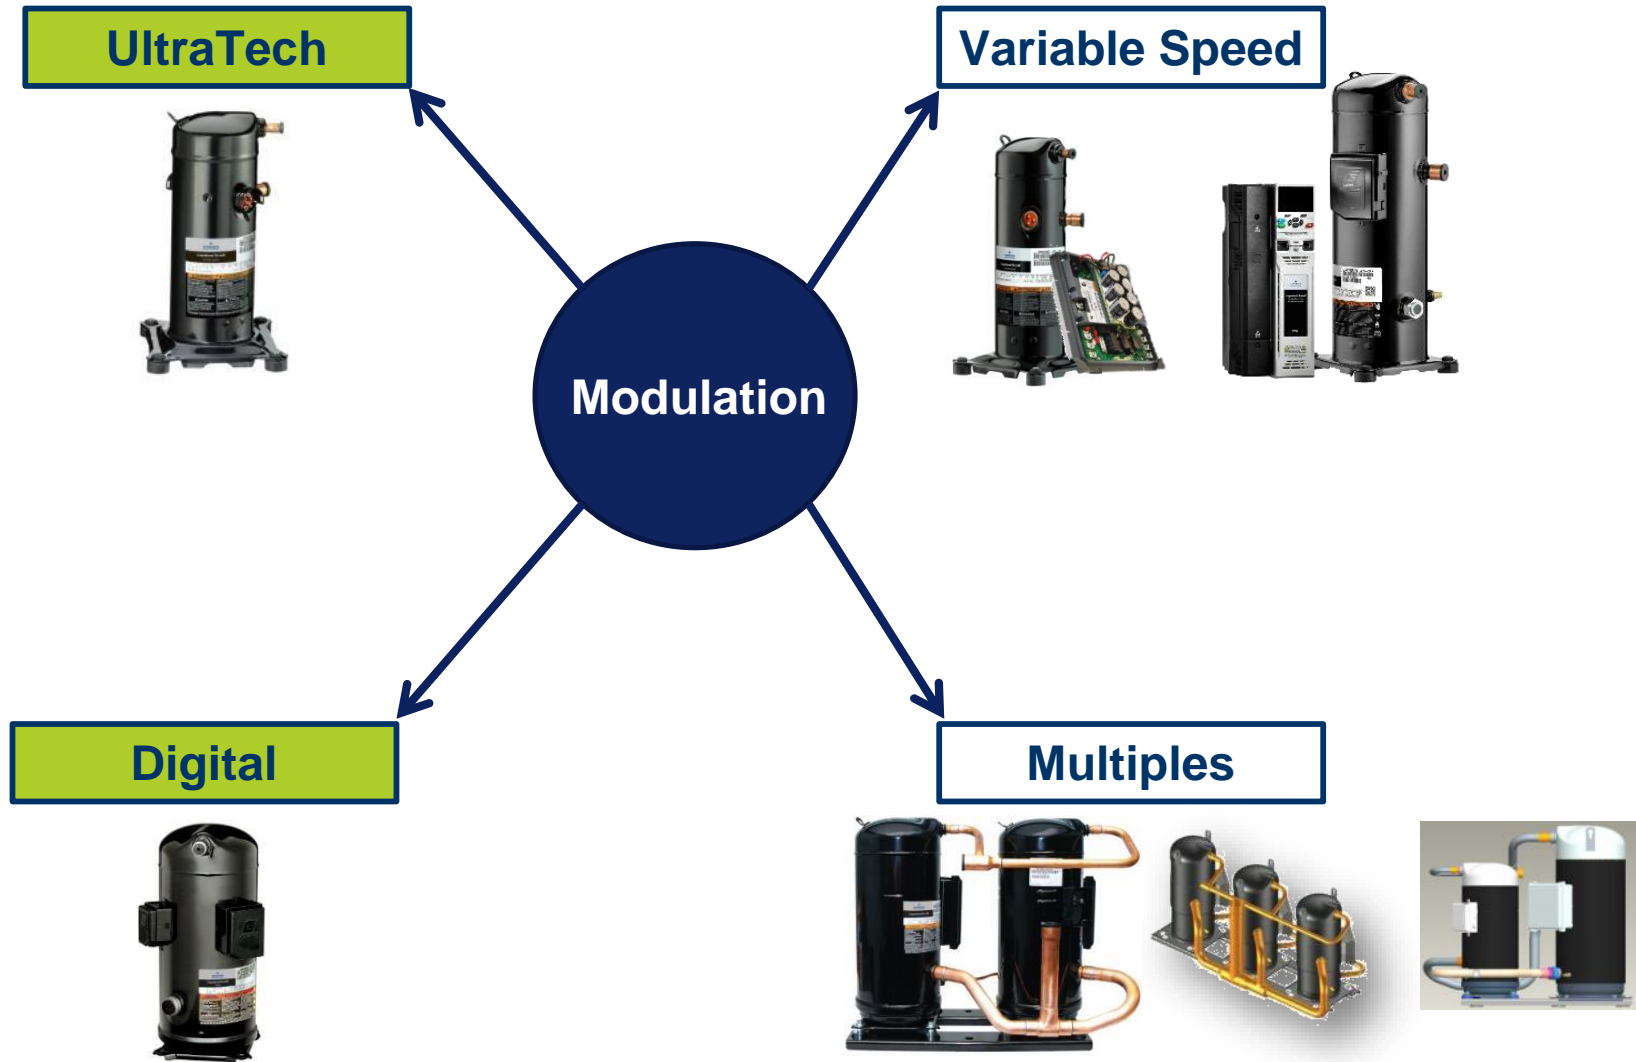 UltraTech
Variable Speed
Modulation
Digital
Multiples